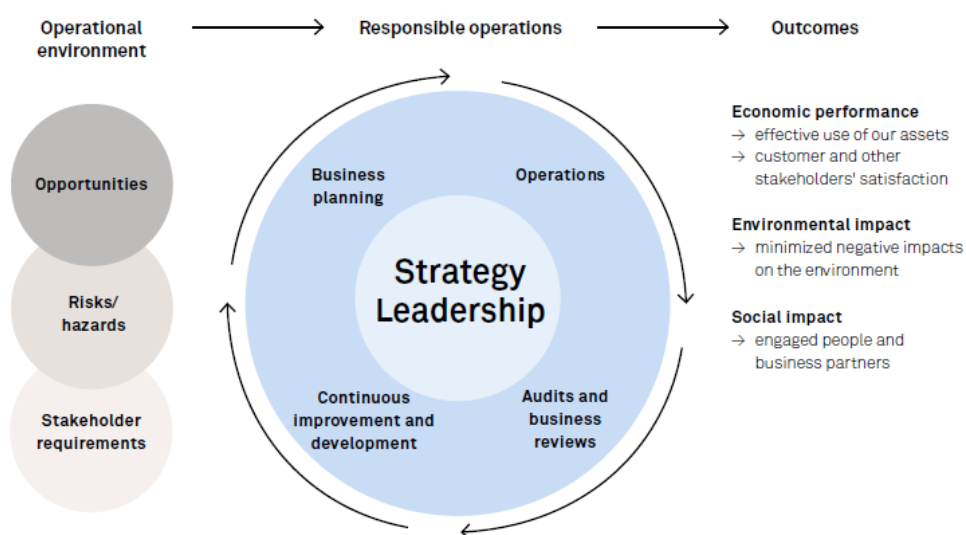 Operational
environment
Responsible operations
Outcomes
Opportunities
Risks/
hazards
Stakeholder
requirements
Business
planning
Operations
Strategy
Leadership
Continuous
improvement and
development
Audits and
business
reviews
Economic performance
→ effective use of our assets
→ customer and other
stakeholders' satisfaction
Environmental impact
→ minimized negative impacts
on the environment
Social impact
→ engaged people and
business partners